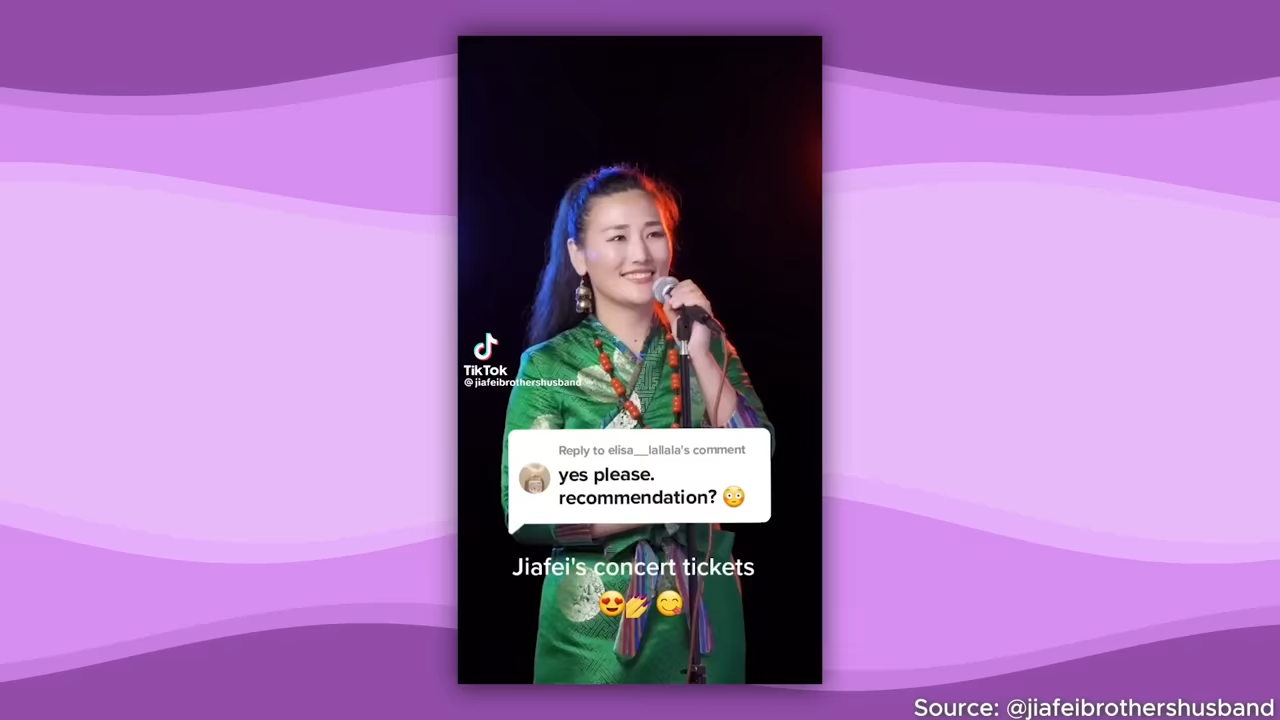 TikTok
@jiafeibrothershusband
Reply to elisa__lallala's comment
yes please.
recommendation? 😳
Jiafei's concert tickets
😍💅😋
Source: @jiafeibrothershusband